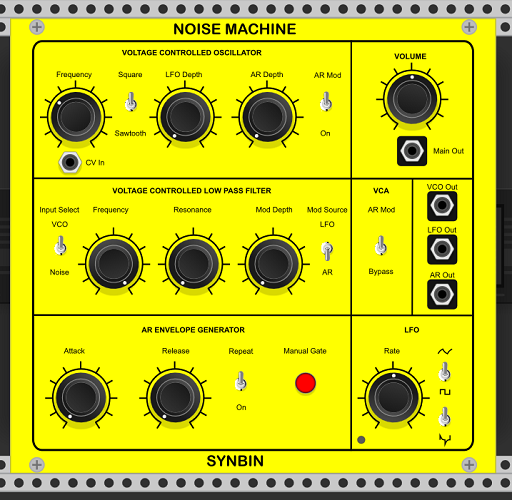 NOISE MACHINE
VOLTAGE CONTROLLED OSCILLATOR
VOLUME
Frequency Square LFO Depth AR Depth AR Mod
Sawtooth On
CV In
Main Out
VOLTAGE CONTROLLED LOW PASS FILTER
VCA
VCO Out
Input Select Frequency Resonance Mod Depth Mod Source AR Mod
VCO LFO
LFO Out
Noise AR Bypass
AR Out
AR ENVELOPE GENERATOR
LFO
Attack Release Repeat Manual Gate Rate
On
SYNBIN